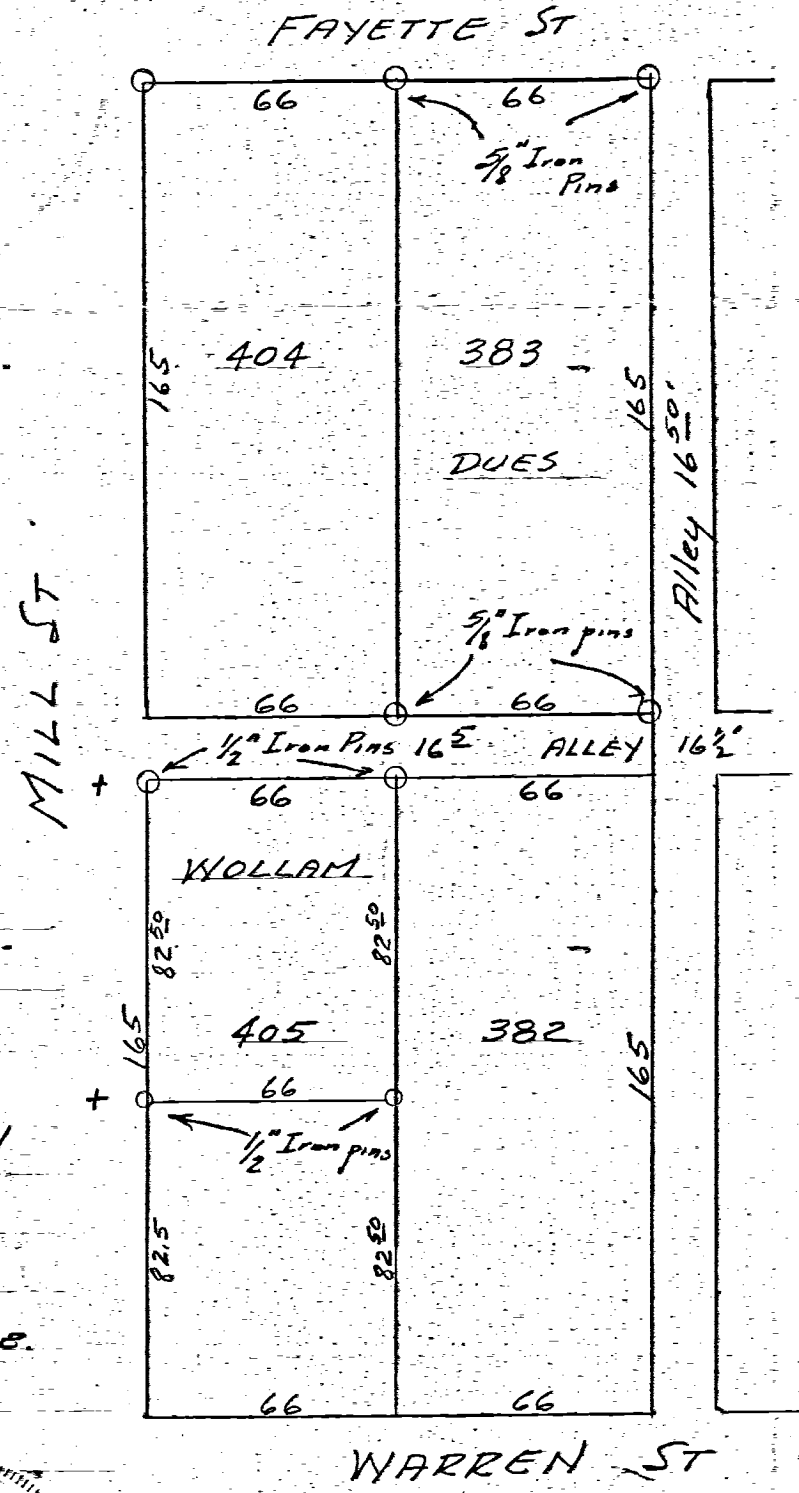 FAYETTE ST
66
66
5/8" Iron
Pins
404
383
165
165
DUES
Alley 16 50'
MILL ST
5/8" Iron pins
66
66
1/2" Iron Pins
16 5
ALLEY
16 1/2'
+
66
66
WOLLAM
82 50
82 50
165
405
382
165
+
66
1/2" Iron pins
82.5
82 50
66
66
WARREN ST